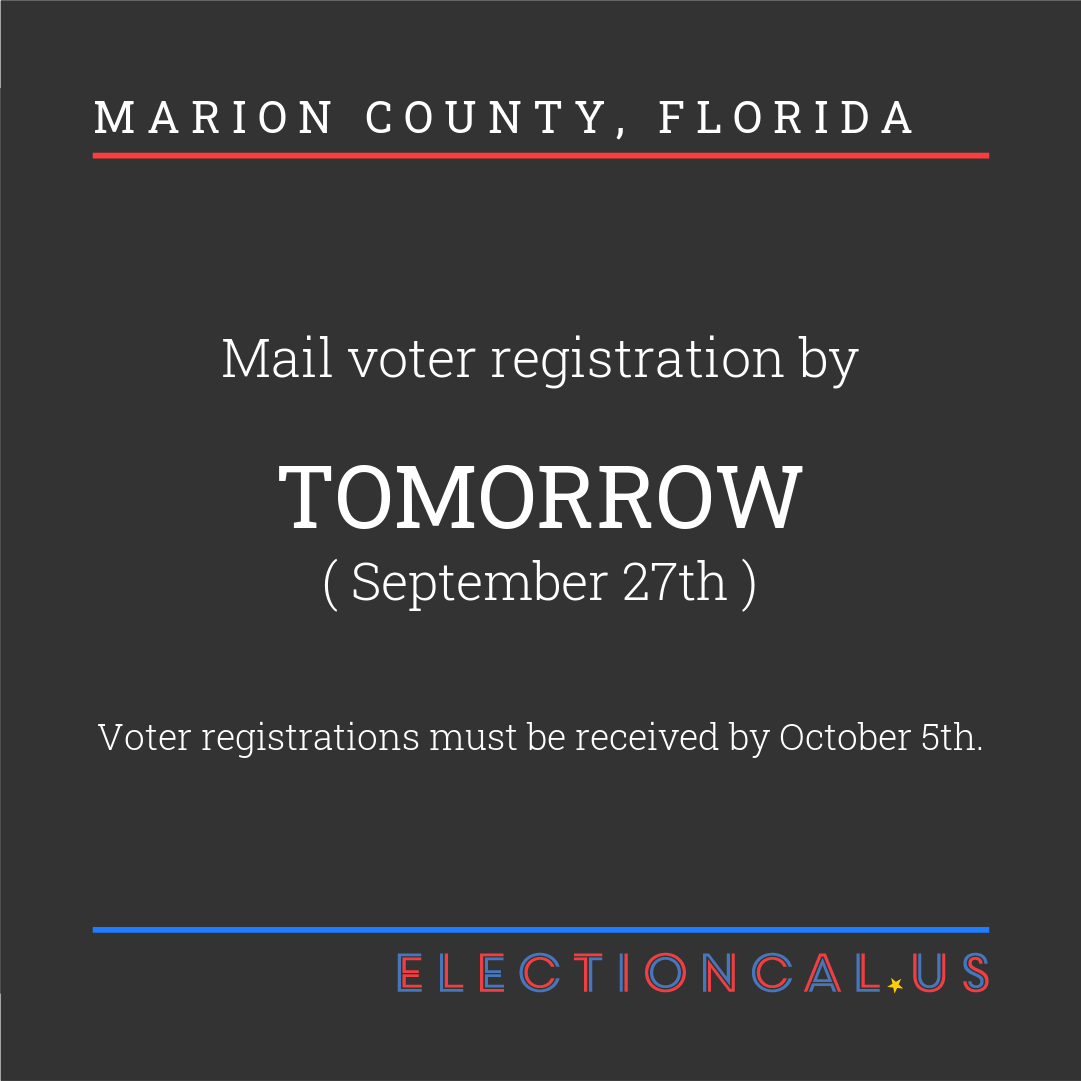 MARION COUNTY, FLORIDA
Mail voter registration by
TOMORROW
( September 27th )
Voter registrations must be received by October 5th.
ELECTIONCAL.US